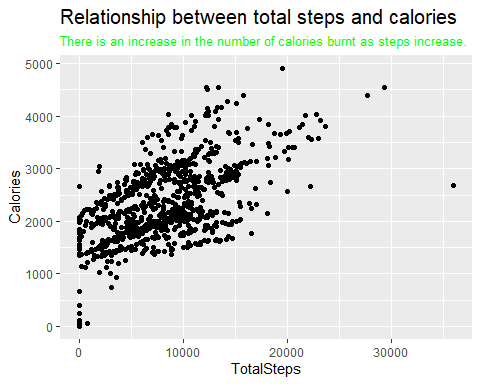 Relationship between total steps and calories
There is an increase in the number of calories burnt as steps increase.
5000
4000
3000
2000
1000
0
Calories
0 10000 20000 30000
TotalSteps